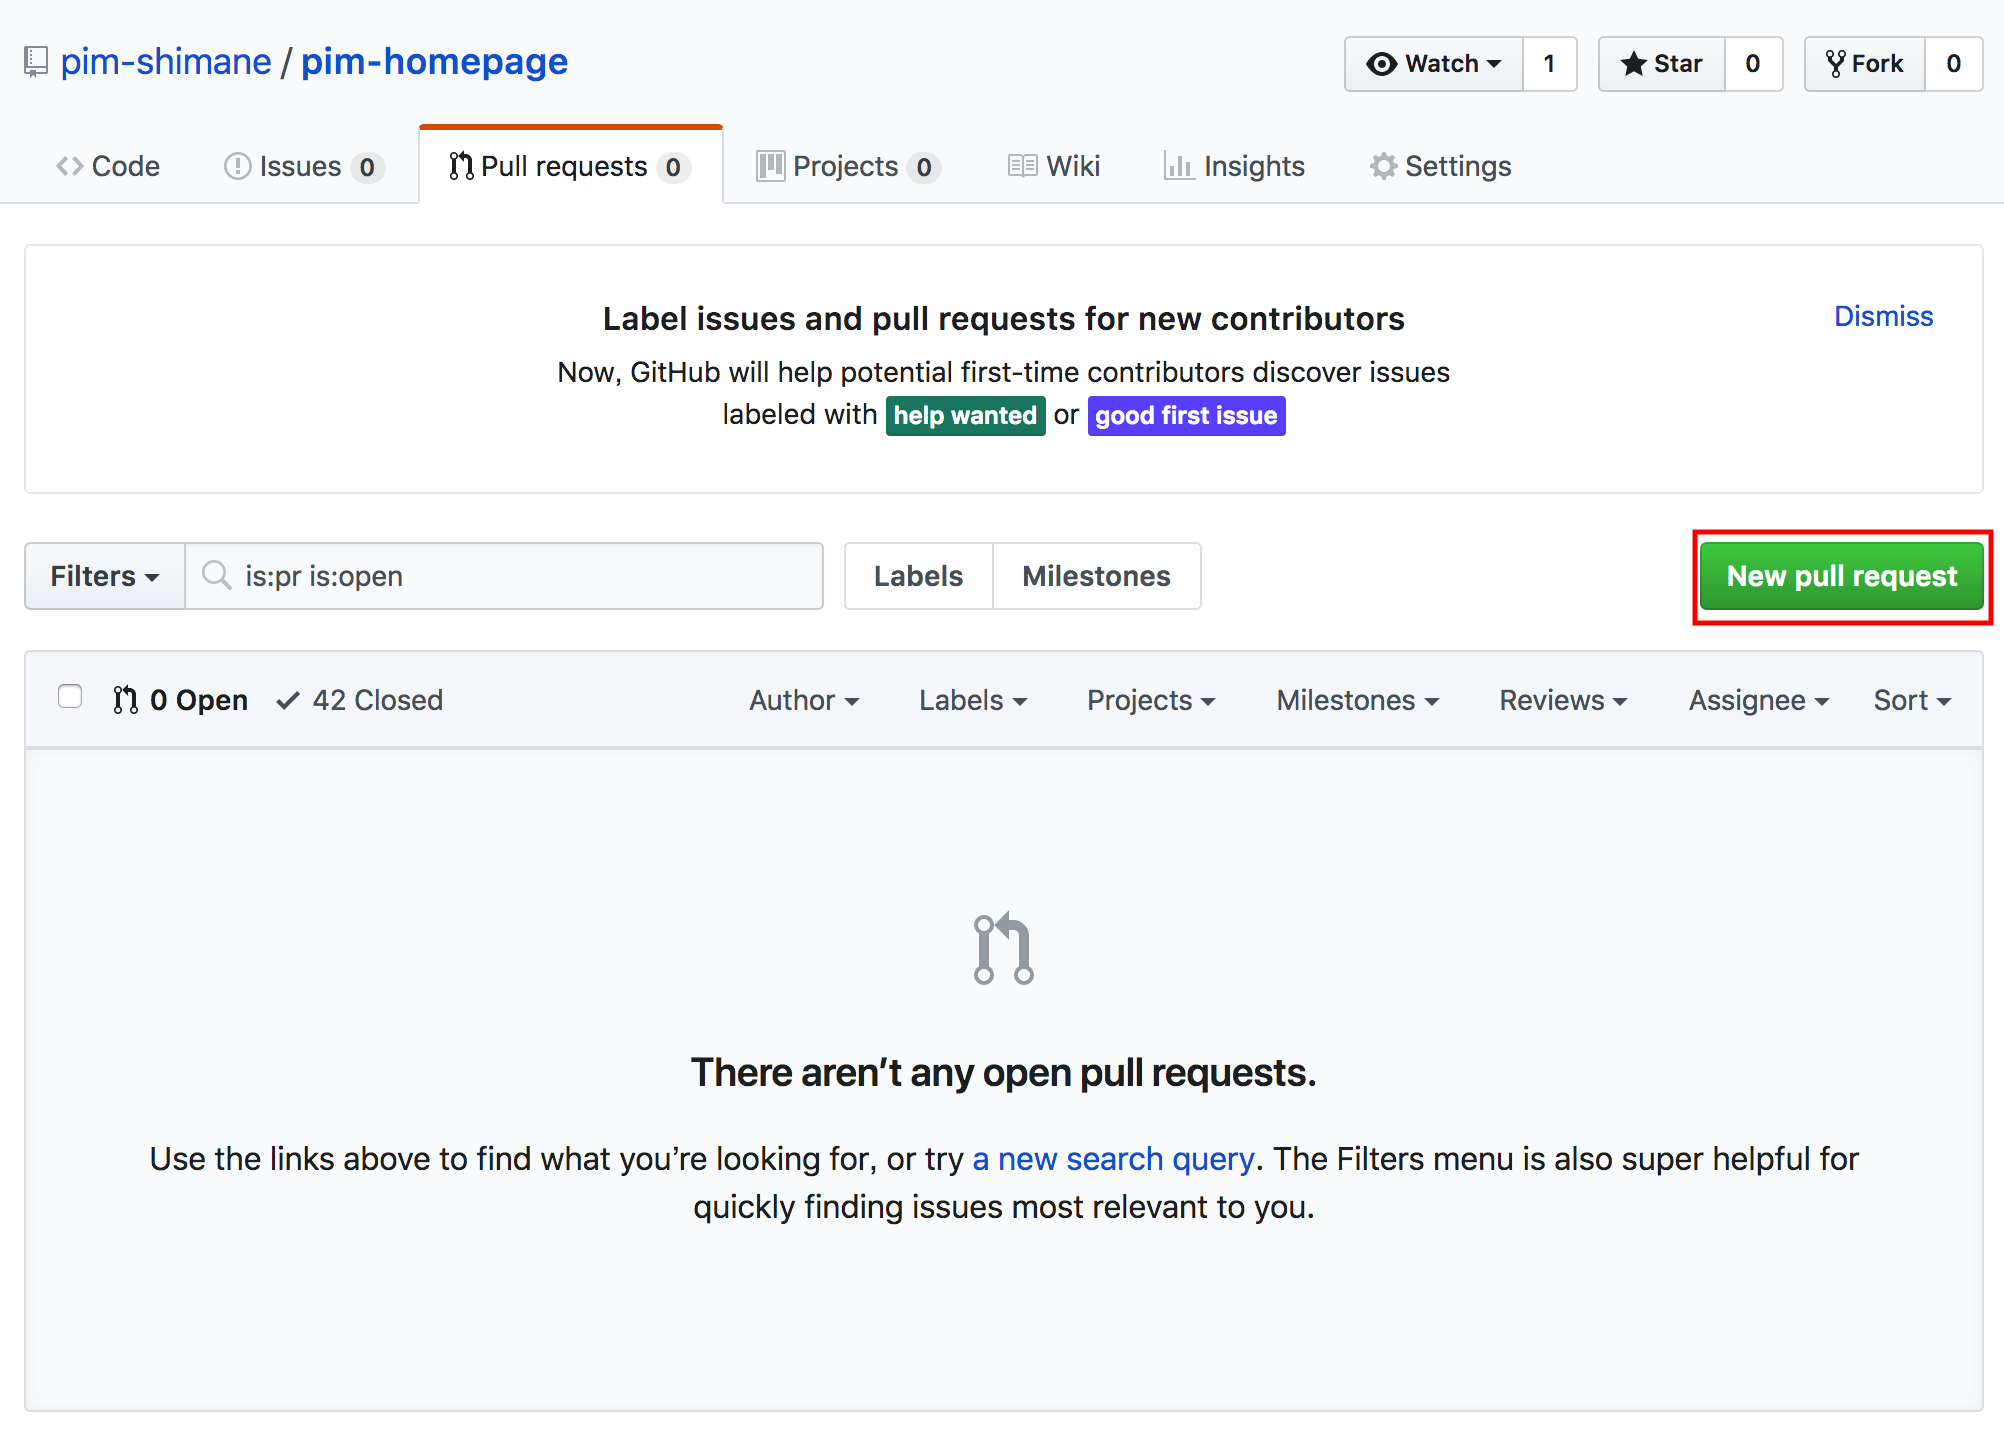 pim-shimane / pim-homepage
Watch 1 Star 0 Fork 0
Code Issues 0 Pull requests 0 Projects 0 Wiki Insights Settings
Label issues and pull requests for new contributors
Dismiss
Now, GitHub will help potential first-time contributors discover issues
labeled with help wanted or good first issue
Filters is:pr is:open Labels Milestones New pull request
0 Open 42 Closed Author Labels Projects Milestones Reviews Assignee Sort
There aren’t any open pull requests.
Use the links above to find what you’re looking for, or try a new search query. The Filters menu is also super helpful for
quickly finding issues most relevant to you.